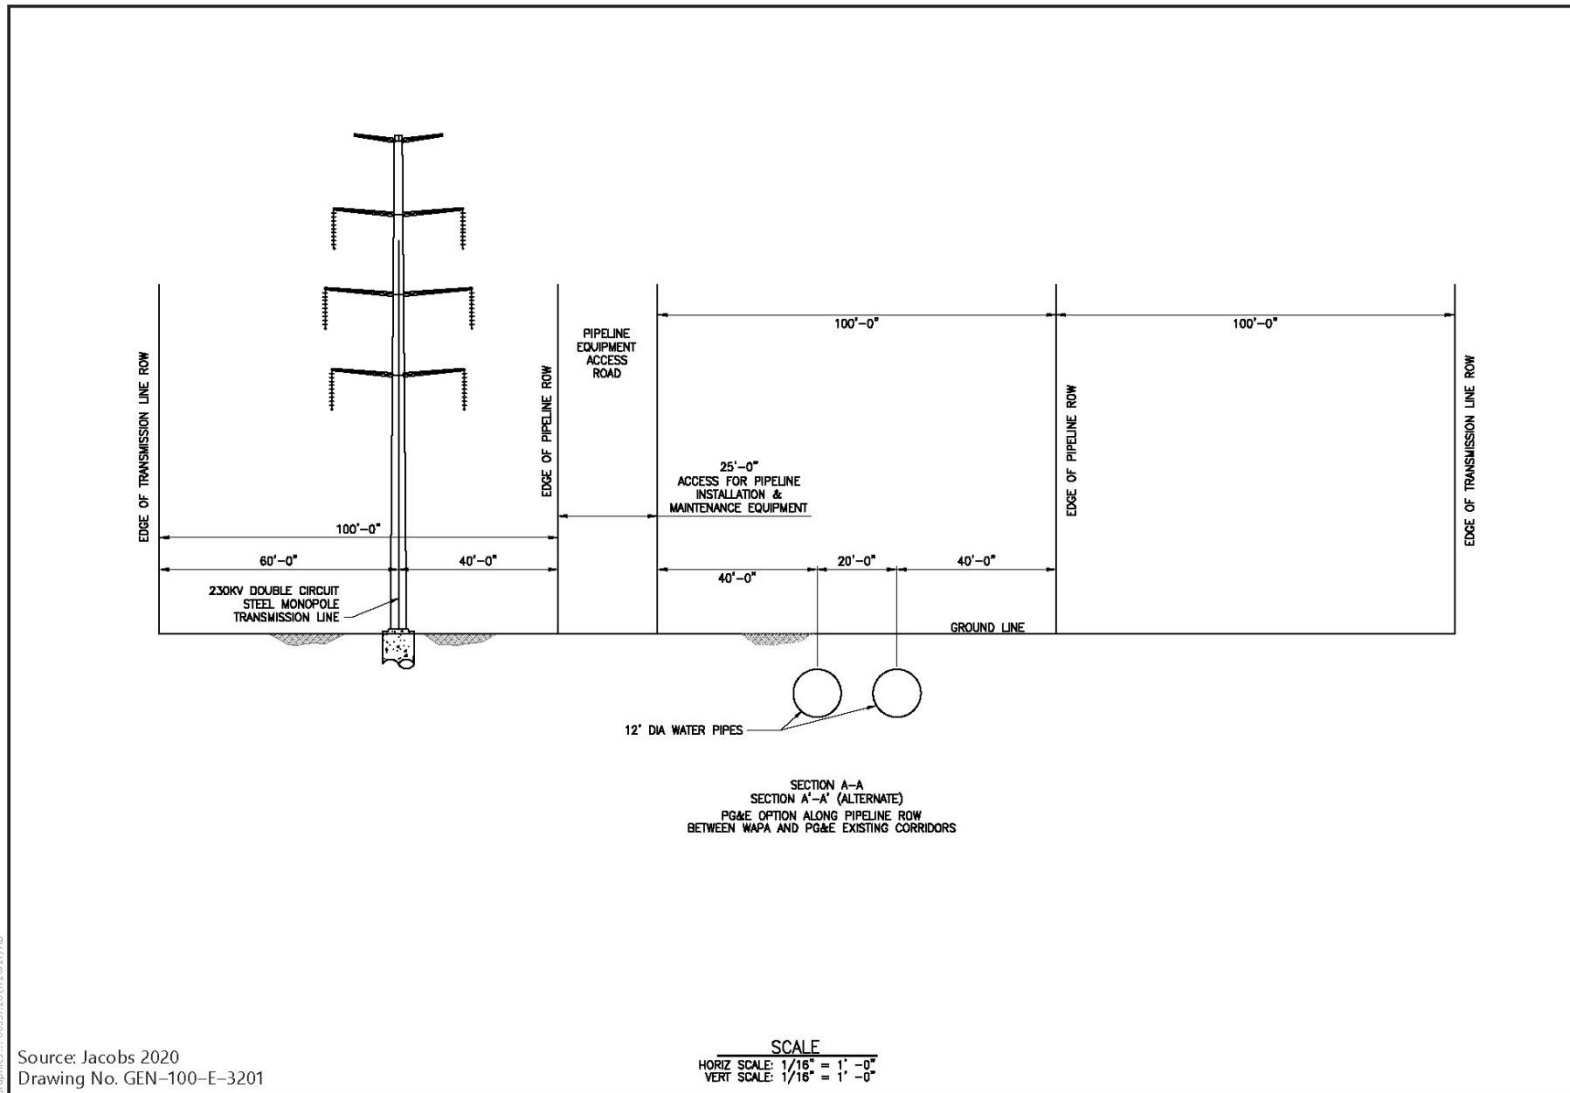 100'-0"
100'-0"
PIPELINE
EQUIPMENT
ACCESS
ROAD
EDGE OF TRANSMISSION LINE ROW
EDGE OF PIPELINE ROW
EDGE OF PIPELINE ROW
EDGE OF TRANSMISSION LINE ROW
25'-0"
ACCESS FOR PIPELINE
INSTALLATION &
MAINTENANCE EQUIPMENT
100'-0"
60'-0"
40'-0"
40'-0"
20'-0"
40'-0"
230KV DOUBLE CIRCUIT
STEEL MONOPOLE
TRANSMISSION LINE
GROUND LINE
12' DIA WATER PIPES
SECTION A-A
SECTION A'-A' (ALTERNATE)
PG&E OPTION ALONG PIPELINE ROW
BETWEEN WAPA AND PG&E EXISTING CORRIDORS
SCALE
HORIZ SCALE: 1/16" = 1' -0"
VERT SCALE: 1/16" = 1' -0"
Source: Jacobs 2020
Drawing No. GEN-100-E-3201